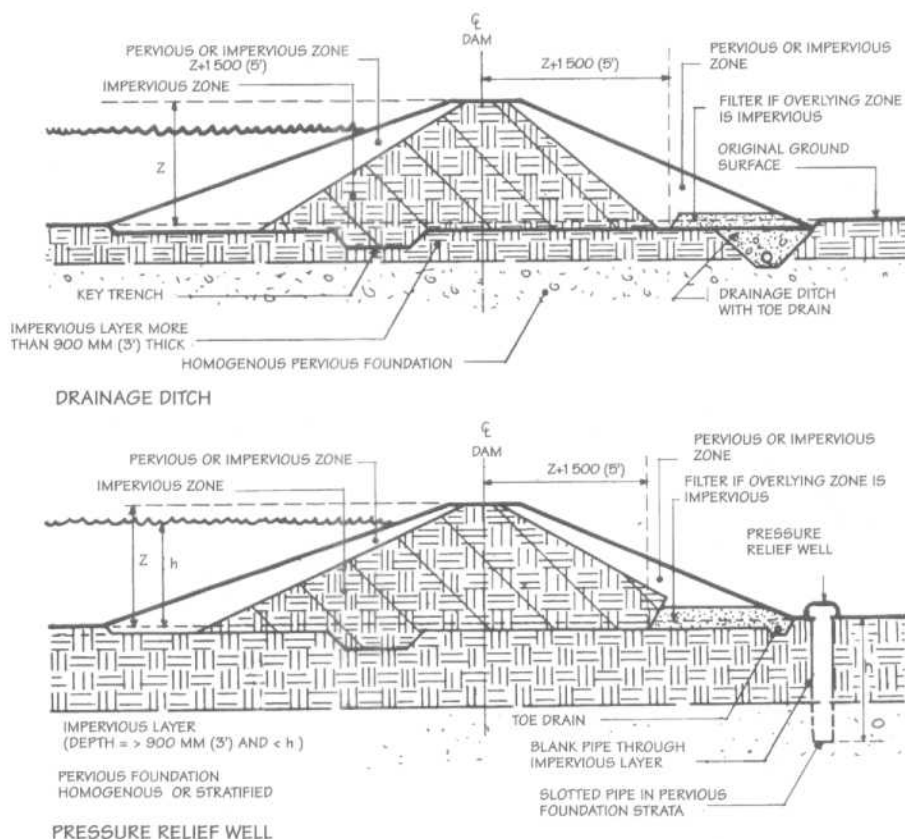 ℄
DAM
PERVIOUS OR IMPERVIOUS ZONE
Z+1 500 (5')
IMPERVIOUS ZONE
Z+1 500 (5')
PERVIOUS OR IMPERVIOUS
ZONE
FILTER IF OVERLYING ZONE
IS IMPERVIOUS
ORIGINAL GROUND
SURFACE
Z
KEY TRENCH
DRAINAGE DITCH
WITH TOE DRAIN
IMPERVIOUS LAYER MORE
THAN 900 MM (3') THICK
HOMOGENOUS PERVIOUS FOUNDATION
DRAINAGE DITCH
℄
DAM
PERVIOUS OR IMPERVIOUS ZONE
IMPERVIOUS ZONE
Z+1 500 (5')
PERVIOUS OR IMPERVIOUS
ZONE
FILTER IF OVERLYING ZONE IS
IMPERVIOUS
PRESSURE
RELIEF WELL
Z
h
h
IMPERVIOUS LAYER
(DEPTH = > 900 MM (3') AND < h )
TOE DRAIN
BLANK PIPE THROUGH
IMPERVIOUS LAYER
PERVIOUS FOUNDATION
HOMOGENOUS OR STRATIFIED
SLOTTED PIPE IN PERVIOUS
FOUNDATION STRATA
PRESSURE RELIEF WELL